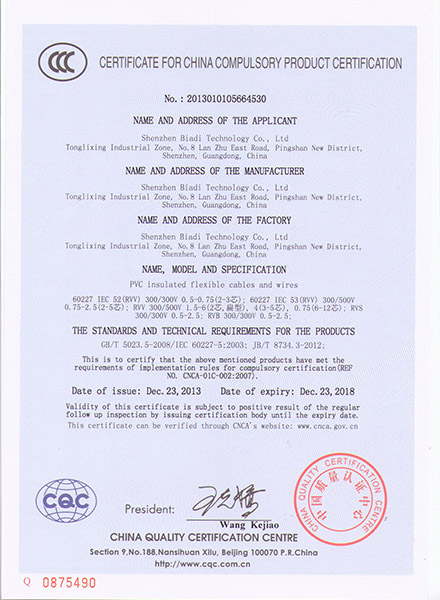 CCC
CERTIFICATE FOR CHINA COMPULSORY PRODUCT CERTIFICATION
No.: 2013010105664530
NAME AND ADDRESS OF THE APPLICANT
Shenzhen Biadi Technology Co., Ltd
Tonglixing Industrial Zone, No.8 Lan Zhu East Road, Pingshan New District,
Shenzhen, Guangdong, China
NAME AND ADDRESS OF THE MANUFACTURER
Shenzhen Biadi Technology Co., Ltd
Tonglixing Industrial Zone, No.8 Lan Zhu East Road, Pingshan New District,
Shenzhen, Guangdong, China
NAME AND ADDRESS OF THE FACTORY
Shenzhen Biadi Technology Co., Ltd
Tonglixing Industrial Zone, No.8 Lan Zhu East Road, Pingshan New District,
Shenzhen, Guangdong, China
NAME, MODEL AND SPECIFICATION
PVC insulated flexible cables and wires
60227 IEC 52(RVV) 300/300V 0.5-0.75(2-3芯); 60227 IEC 53(RVV) 300/500V
0.75-2.5(2-5芯); RVV 300/500V 1.5-6(2芯,扁型), 4(3-5芯), 0.75(6-12芯); RVS
300/300V 0.5-2.5; RVB 300/300V 0.5-2.5;
THE STANDARDS AND TECHNICAL REQUIREMENTS FOR THE PRODUCTS
GB/T 5023.5-2008/IEC 60227-5:2003; JB/T 8734.3-2012;
This is to certify that the above mentioned products have met the
requirements of implementation rules for compulsory certification(REF
NO. CNCA-01C-002:2007).
Date of issue: Dec.23,2013 Date of expiry: Dec.23,2018
Validity of this certificate is subject to positive result of the regular
follow up inspection by issuing certification body until the expiry date.
This certificate can be verified through CNCA's website: www.cnca.gov.cn
CQC
President:
Wang Kejiao
CHINA QUALITY CERTIFICATION CENTRE
中国质量认证中心
CHINA QUALITY CERTIFICATION CENTRE
Section 9,No.188,Nansihuan Xilu, Beijing 100070 P.R.China
http://www.cqc.com.cn
Q 0875490